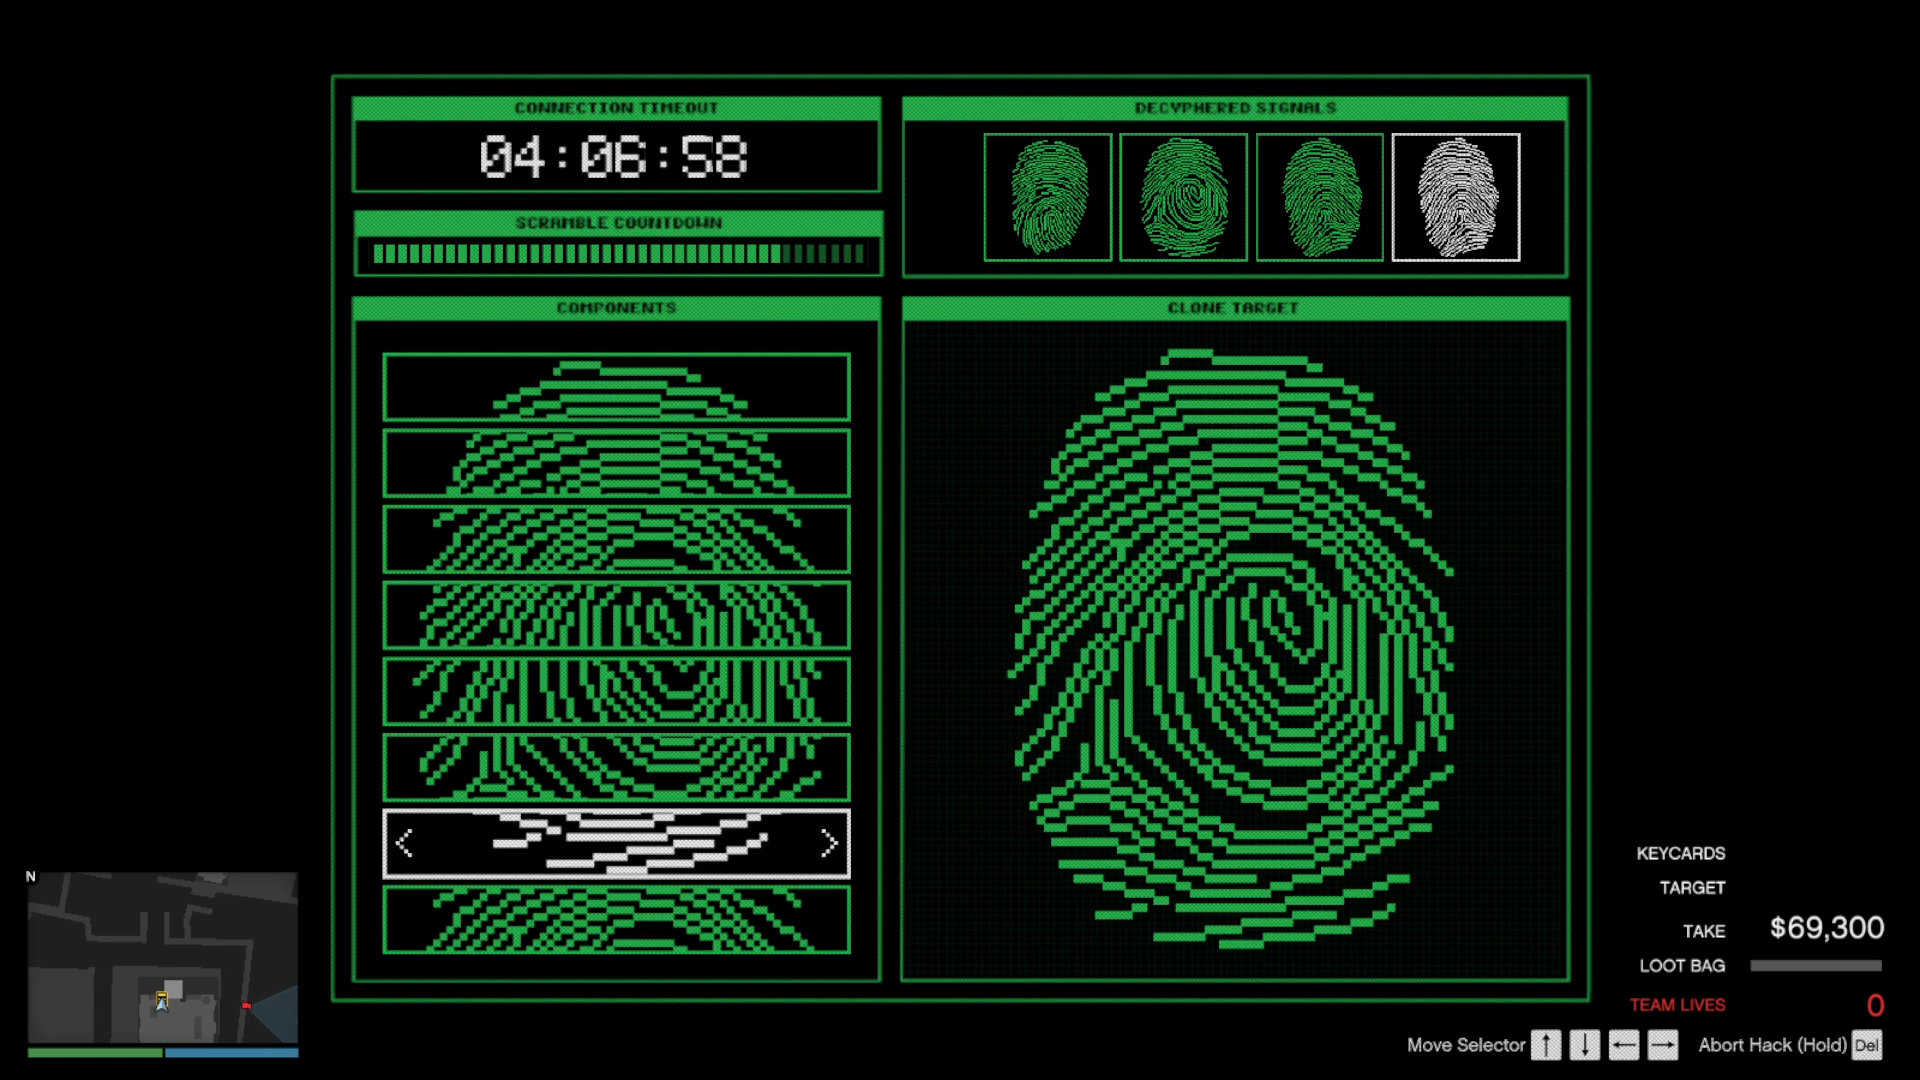 CONNECTION TIMEOUT
04:06:58
SCRAMBLE COUNTDOWN
DECYPHERED SIGNALS
COMPONENTS
CLONE TARGET
N
KEYCARDS
TARGET
TAKE $69,300
LOOT BAG
TEAM LIVES 0
Move Selector ↑ ↓ ← → Abort Hack (Hold) Del